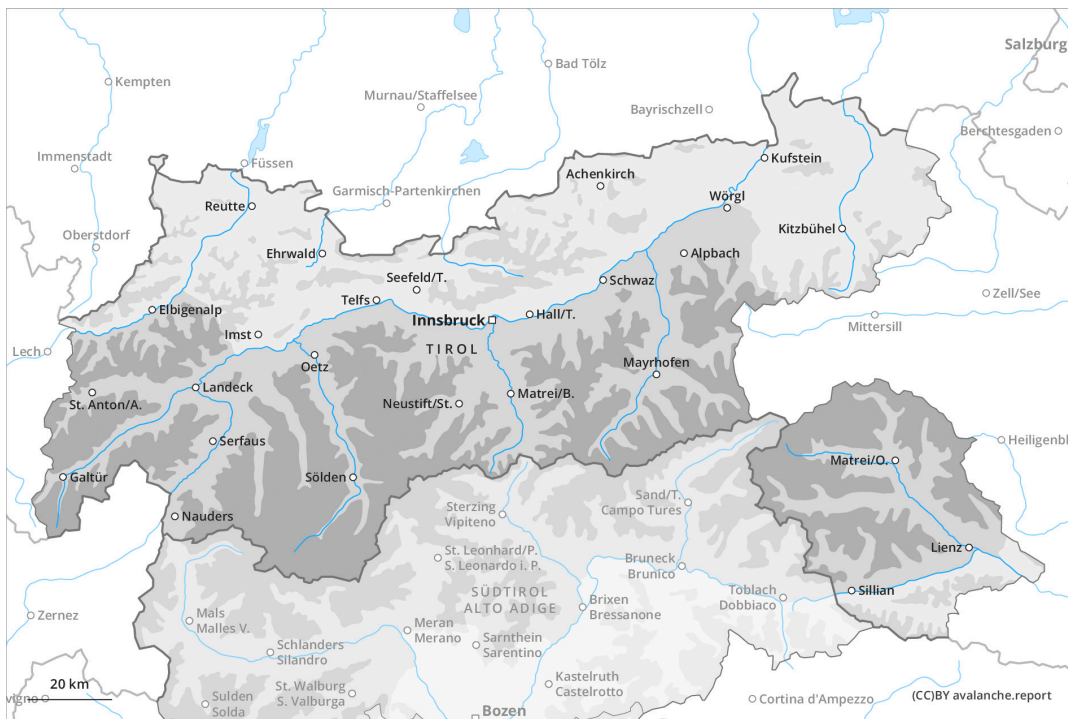 Salzburg
Kempten
Bad Tölz
Murnau/Staffelsee
Bayrischzell
Berchtesgaden
Immenstadt
Füssen
Kufstein
Achenkirch
Garmisch-Partenkirchen
Reutte
Wörgl
Oberstdorf
Kitzbühel
Ehrwald
Alpbach
Seefeld/T.
Schwaz
Zell/See
Telfs
Elbigenalp
Hall/T.
Innsbruck
Mittersill
Imst
Lech
TIROL
Oetz
Mayrhofen
Landeck
St. Anton/A.
Neustift/St.
Matrei/B.
Serfaus
Heiligenbl
Matrei/O.
Galtür
Sölden
Sand/T.
Campo Tures
Sterzing
Vipiteno
Nauders
Lienz
St. Leonhard/P.
S. Leonardo i. P.
Bruneck
Brunico
Sillian
SÜDTIROL
ALTO ADIGE
Toblach
Dobbiaco
Brixen
Bressanone
Zernez
Mals
Malles V.
Meran
Merano
Sarnthein
Sarentino
Schlanders
Silandro
Kastelruth
Castelrotto
20 km
St. Walburg
S. Valburga
vigno
Sulden
Solda
Cortina d'Ampezzo
(CC)BY avalanche.report
Bozen